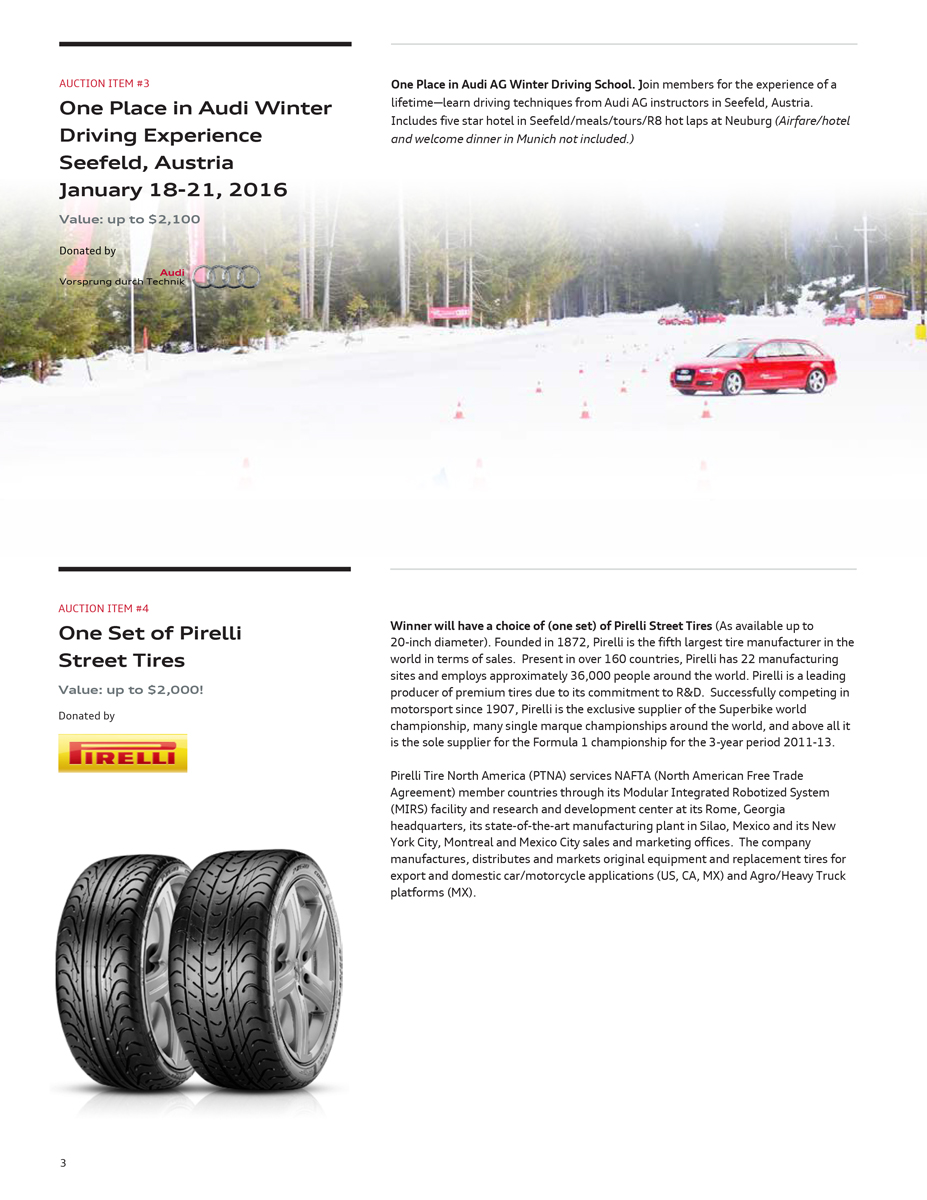 AUCTION ITEM #3
One Place in Audi Winter
Driving Experience
Seefeld, Austria
January 18-21, 2016
Value: up to $2,100
Donated by
Audi
Vorsprung durch Technik
One Place in Audi AG Winter Driving School. Join members for the experience of a
lifetime—learn driving techniques from Audi AG instructors in Seefeld, Austria.
Includes five star hotel in Seefeld/meals/tours/R8 hot laps at Neuburg (Airfare/hotel
and welcome dinner in Munich not included.)
AUCTION ITEM #4
One Set of Pirelli
Street Tires
Value: up to $2,000!
Donated by
PIRELLI
Winner will have a choice of (one set) of Pirelli Street Tires (As available up to
20-inch diameter). Founded in 1872, Pirelli is the fifth largest tire manufacturer in the
world in terms of sales.  Present in over 160 countries, Pirelli has 22 manufacturing
sites and employs approximately 36,000 people around the world. Pirelli is a leading
producer of premium tires due to its commitment to R&D.  Successfully competing in
motorsport since 1907, Pirelli is the exclusive supplier of the Superbike world
championship, many single marque championships around the world, and above all it
is the sole supplier for the Formula 1 championship for the 3-year period 2011-13.
Pirelli Tire North America (PTNA) services NAFTA (North American Free Trade
Agreement) member countries through its Modular Integrated Robotized System
(MIRS) facility and research and development center at its Rome, Georgia
headquarters, its state-of-the-art manufacturing plant in Silao, Mexico and its New
York City, Montreal and Mexico City sales and marketing offices.  The company
manufactures, distributes and markets original equipment and replacement tires for
export and domestic car/motorcycle applications (US, CA, MX) and Agro/Heavy Truck
platforms (MX).
3